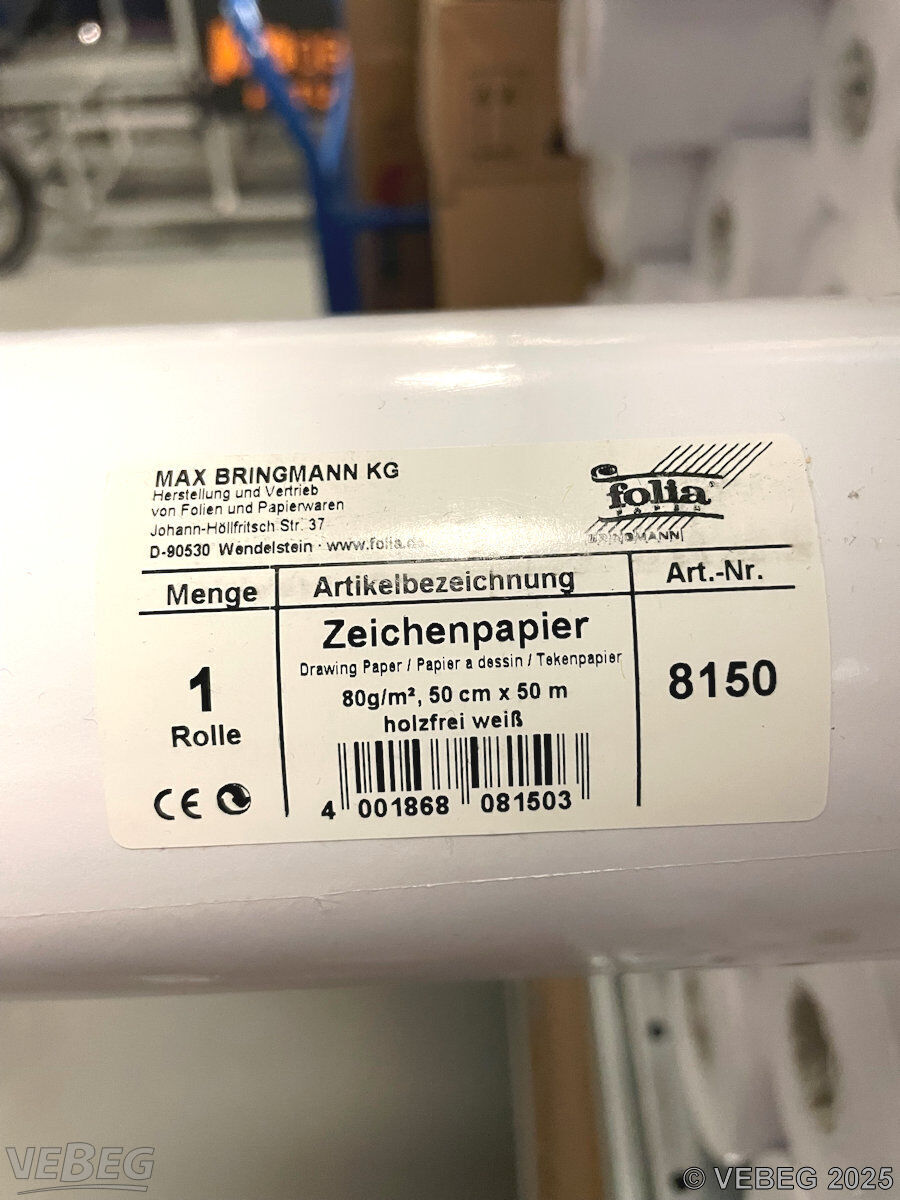 MAX BRINGMANN KG
Herstellung und Vertrieb
von Folien und Papierwaren
Johann-Höllfritsch Str. 37
D-90530 Wendelstein · www.folia.de
folia
PAPER
BRINGMANN
Menge
Artikelbezeichnung
Art.-Nr.
1
Rolle
Zeichenpapier
Drawing Paper / Papier a dessin / Tekenpapier
80g/m², 50 cm x 50 m
holzfrei weiß
8150
CE
4 001868 081503
VEBEG
© VEBEG 2025